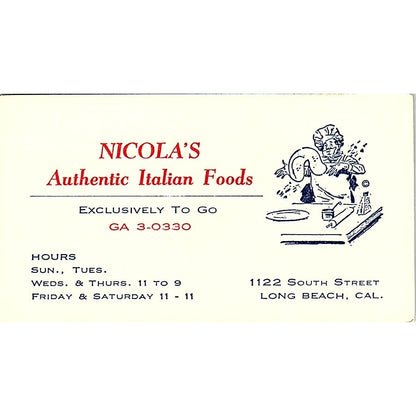 NICOLA'S
Authentic Italian Foods
EXCLUSIVELY TO GO
GA 3-0330
HOURS
SUN., TUES.
WEDS. & THURS. 11 TO 9
FRIDAY & SATURDAY 11 - 11
1122 SOUTH STREET
LONG BEACH, CAL.
©